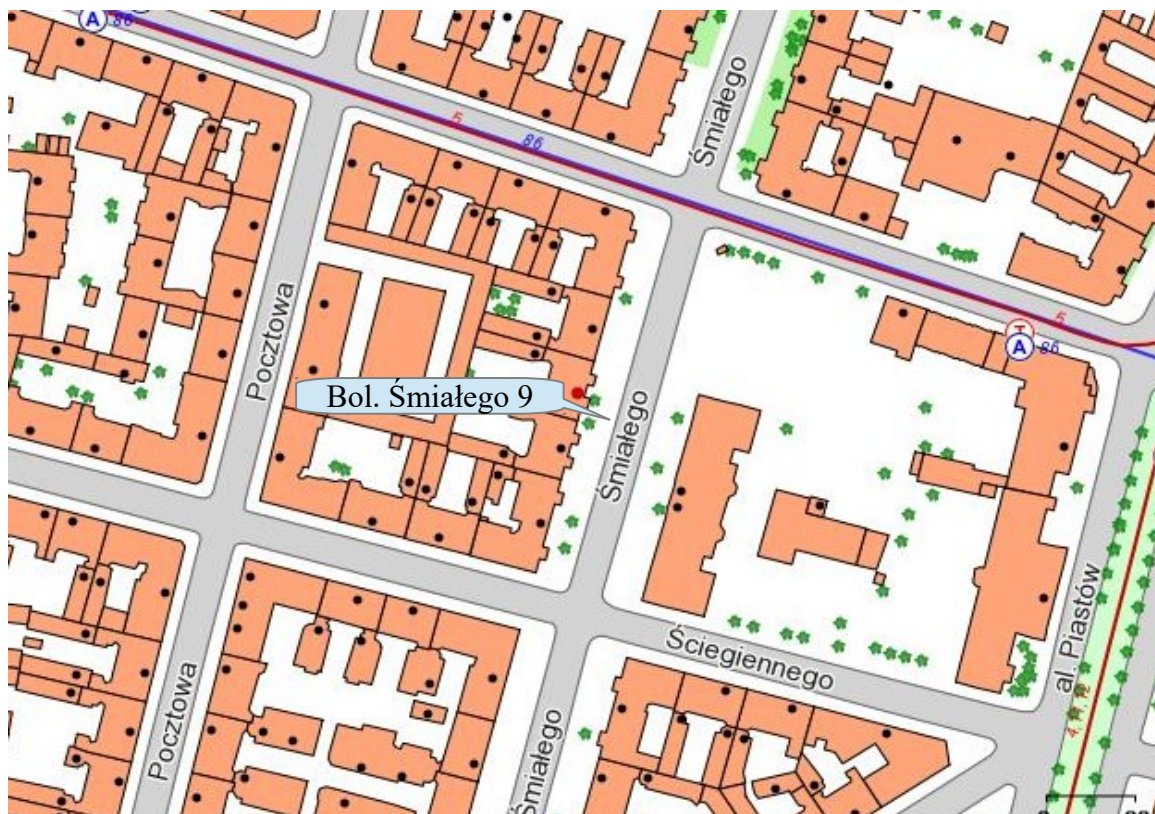 A
86
Śmiałego
5
86
Pocztowa
5
T
A
86
Bol. Śmiałego 9
Śmiałego
Ściegiennego
al. Piastów
Pocztowa
Śmiałego